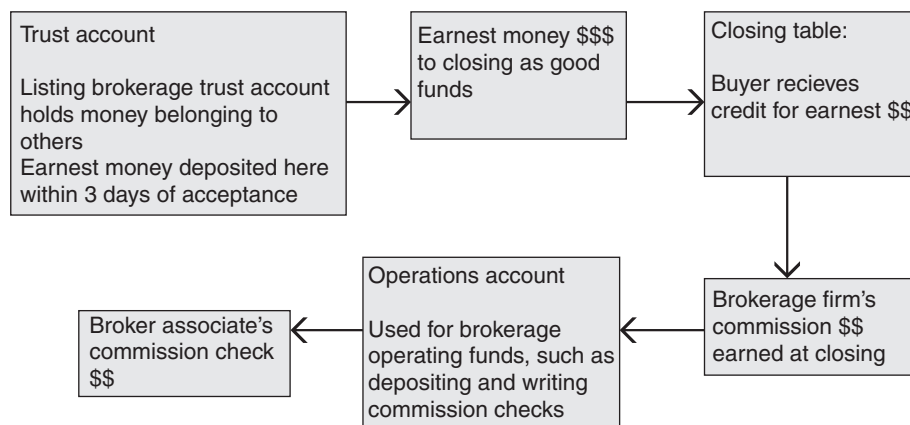 Trust account
Listing brokerage trust account
holds money belonging to
others
Earnest money deposited here
within 3 days of acceptance
Earnest money $$$
to closing as good
funds
Closing table:
Buyer recieves
credit for earnest $$
Brokerage firm's
commission $$
earned at closing
Operations account
Used for brokerage
operating funds, such as
depositing and writing
commission checks
Broker associate's
commission check
$$